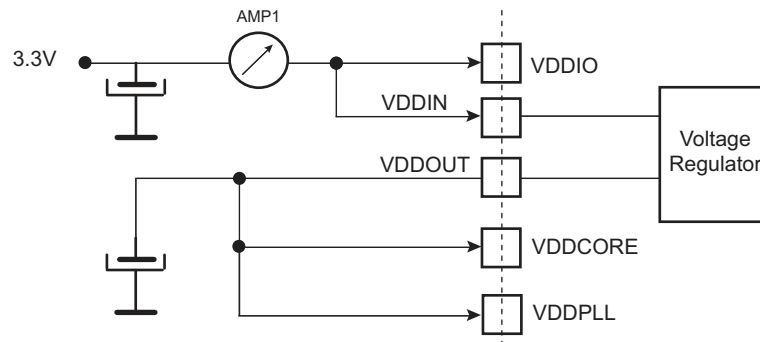 AMP1
3.3V
VDDIO
VDDIN
Voltage
Regulator
VDDOUT
VDDCORE
VDDPLL